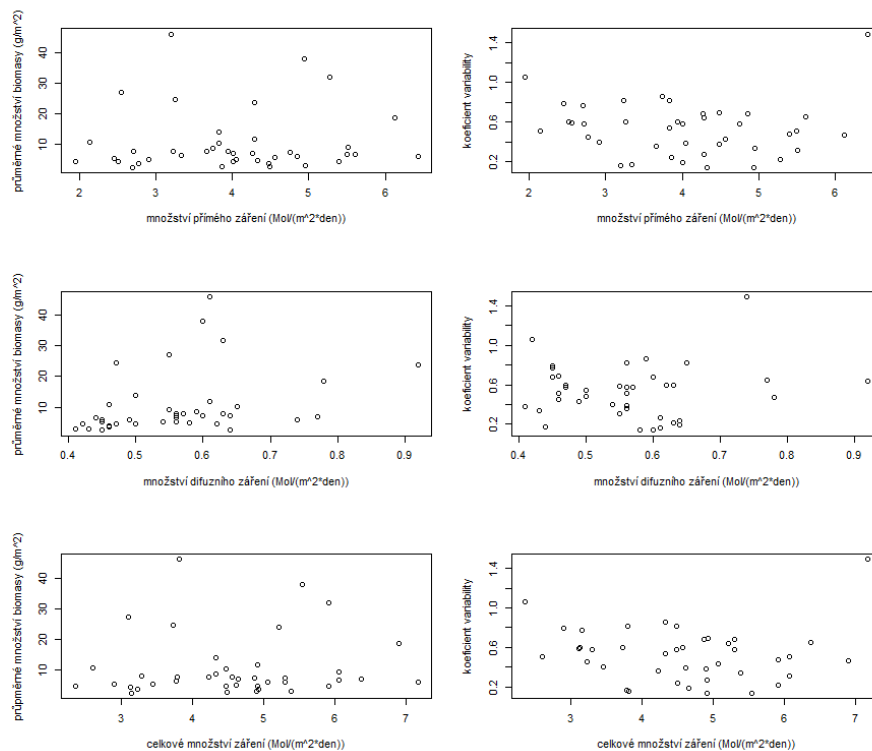 průměrné množství biomasy (g/m^2)
10 20 30 40
2 3 4 5 6
množství přímého záření (Mol/(m^2*den))
koeficient variability
0.2 0.6 1.0 1.4
2 3 4 5 6
množství přímého záření (Mol/(m^2*den))
průměrné množství biomasy (g/m^2)
10 20 30 40
0.4 0.5 0.6 0.7 0.8 0.9
množství difuzního záření (Mol/(m^2*den))
koeficient variability
0.2 0.6 1.0 1.4
0.4 0.5 0.6 0.7 0.8 0.9
množství difuzního záření (Mol/(m^2*den))
průpměrné množství biomasy (g/m^2)
10 20 30 40
3 4 5 6 7
celkové množství záření (Mol/(m^2*den))
koeficient variability
0.2 0.6 1.0 1.4
3 4 5 6 7
celkové množství záření (Mol/(m^2*den))